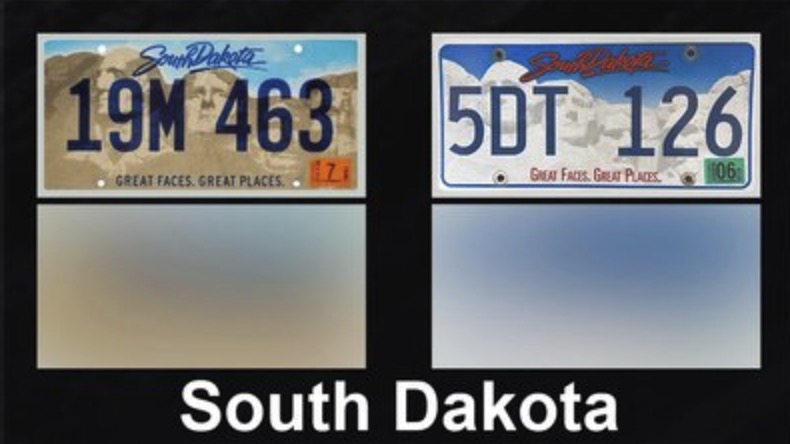 South Dakota
19M 463
GREAT FACES. GREAT PLACES.
7
South Dakota
5DT 126
GREAT FACES. GREAT PLACES.
06
South Dakota